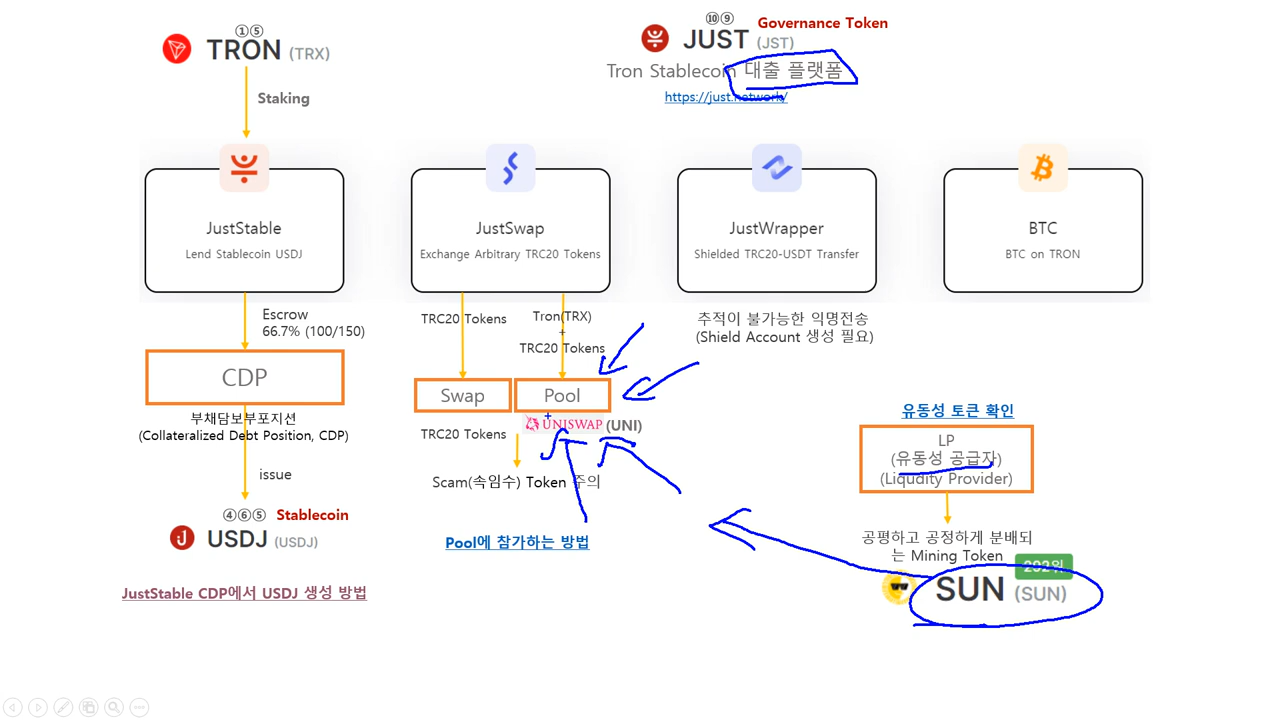 ①⑤
TRON (TRX)
Staking
⑩⑨
JUST (JST)
Governance Token
Tron Stablecoin 대출 플랫폼
https://just.network/
JustStable
Lend Stablecoin USDJ
JustSwap
Exchange Arbitrary TRC20 Tokens
JustWrapper
Shielded TRC20-USDT Transfer
BTC
BTC on TRON
Escrow
66.7% (100/150)
CDP
부채담보부포지션
(Collateralized Debt Position, CDP)
issue
④⑥⑤
Stablecoin
USDJ (USDJ)
JustStable CDP에서 USDJ 생성 방법
TRC20 Tokens
Tron(TRX)
+
TRC20 Tokens
Swap
Pool
TRC20 Tokens
UNISWAP (UNI)
Scam(속임수) Token 주의
Pool에 참가하는 방법
추적이 불가능한 익명전송
(Shield Account 생성 필요)
유동성 토큰 확인
LP
(유동성 공급자)
(Liqudity Provider)
공평하고 공정하게 분배되
는 Mining Token
202위
SUN (SUN)